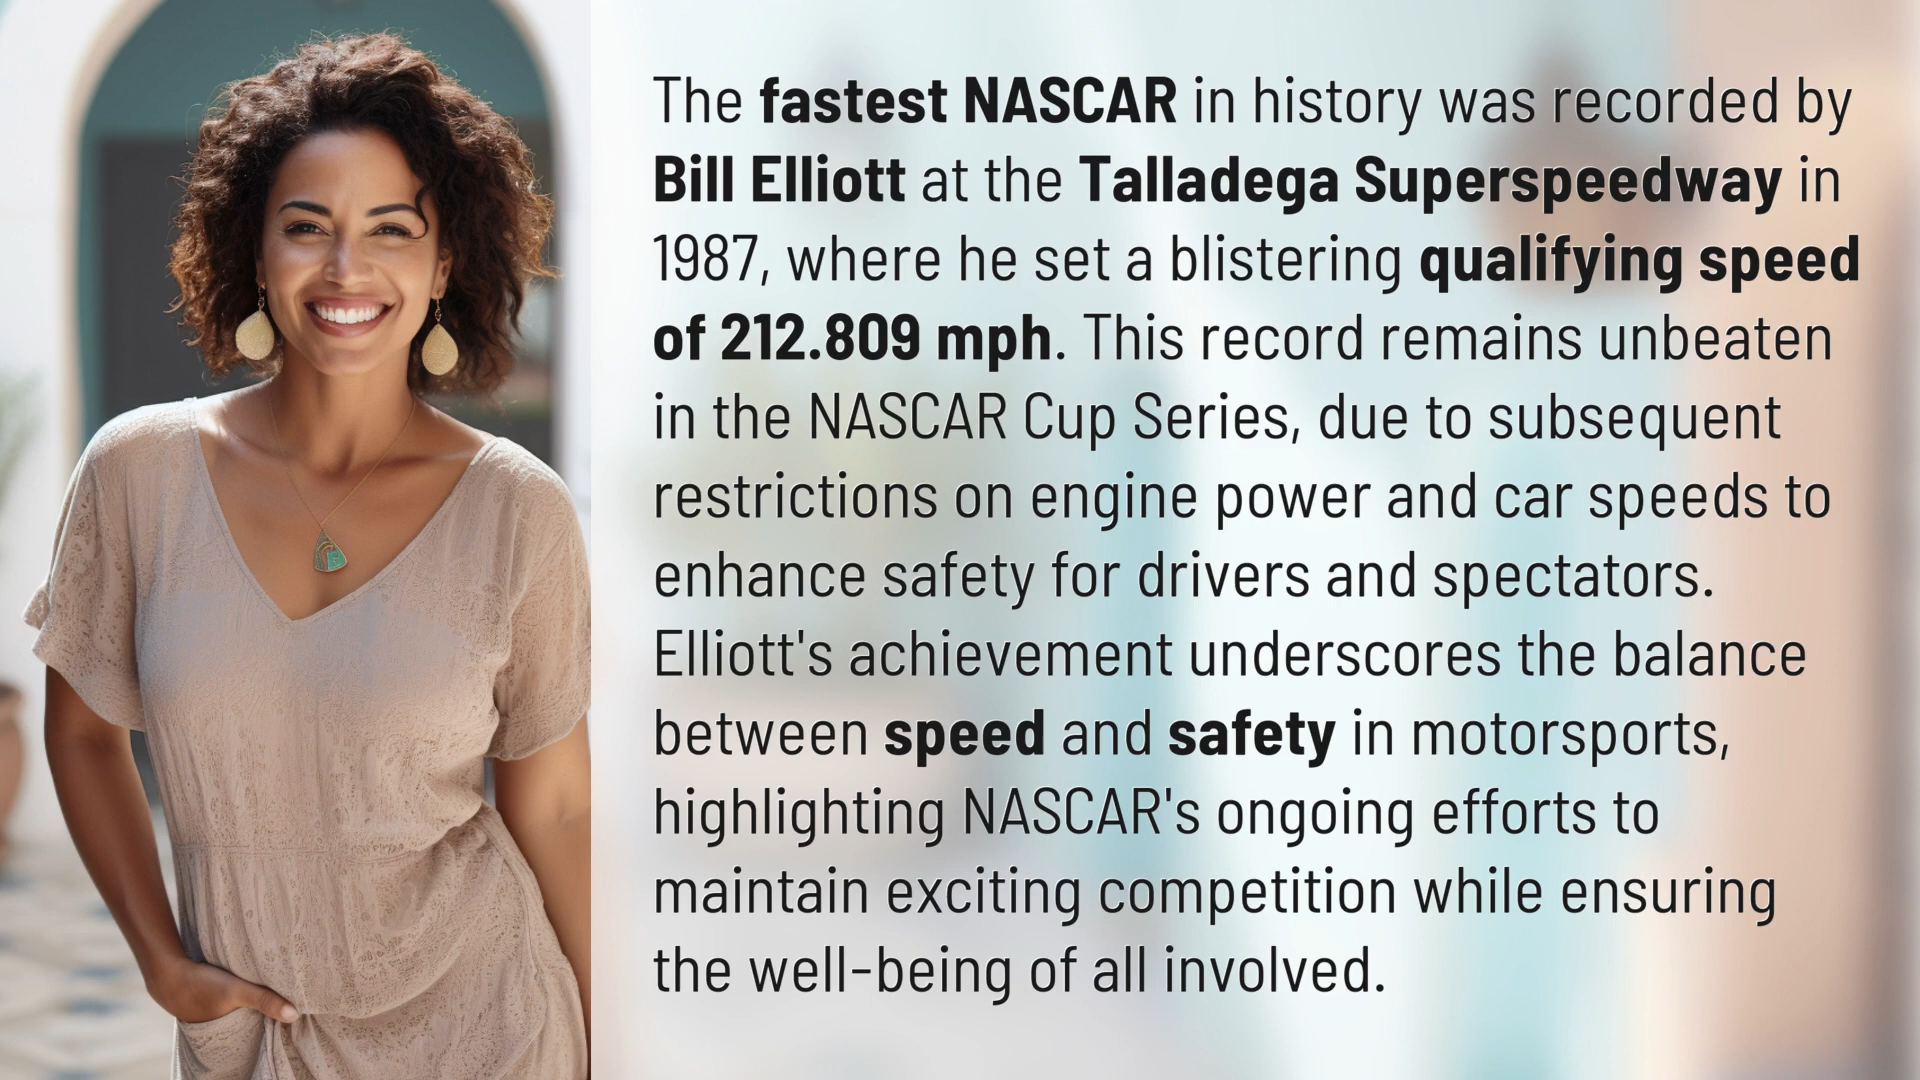 The fastest NASCAR in history was recorded by
Bill Elliott at the Talladega Superspeedway in
1987, where he set a blistering qualifying speed
of 212.809 mph. This record remains unbeaten
in the NASCAR Cup Series, due to subsequent
restrictions on engine power and car speeds to
enhance safety for drivers and spectators.
Elliott's achievement underscores the balance
between speed and safety in motorsports,
highlighting NASCAR's ongoing efforts to
maintain exciting competition while ensuring
the well-being of all involved.